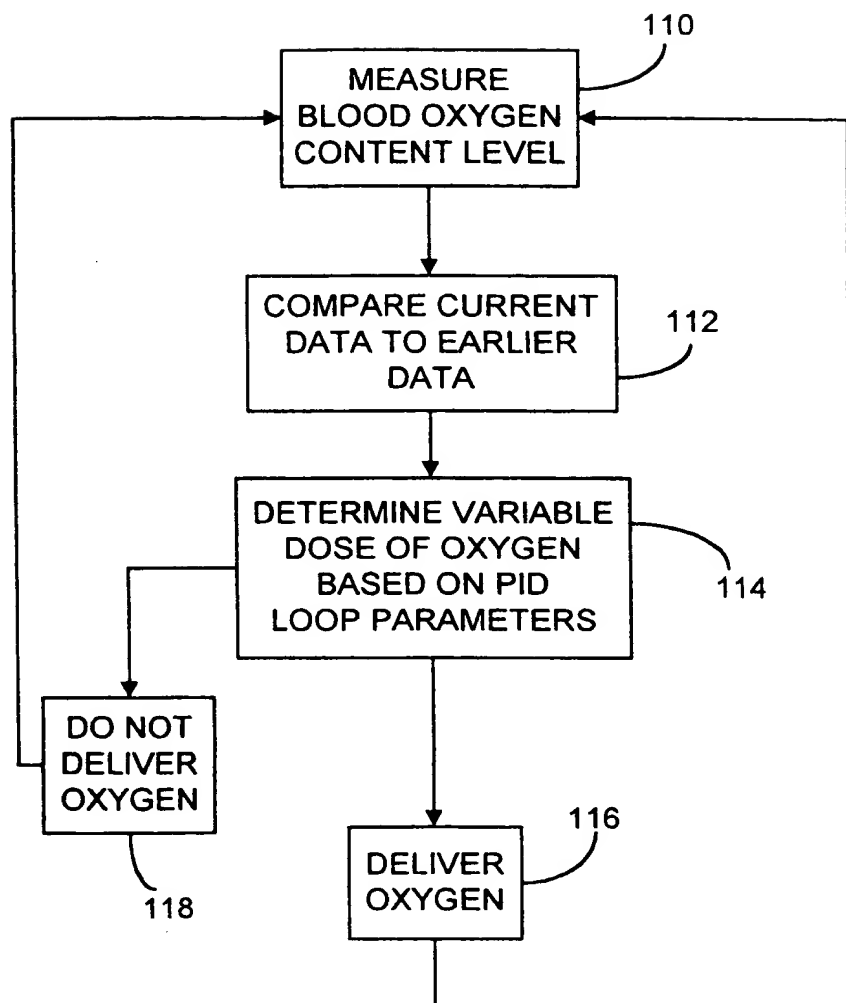 110
MEASURE
BLOOD OXYGEN
CONTENT LEVEL
COMPARE CURRENT
DATA TO EARLIER
DATA
112
DETERMINE VARIABLE
DOSE OF OXYGEN
BASED ON PID
LOOP PARAMETERS
114
DO NOT
DELIVER
OXYGEN
118
DELIVER
OXYGEN
116